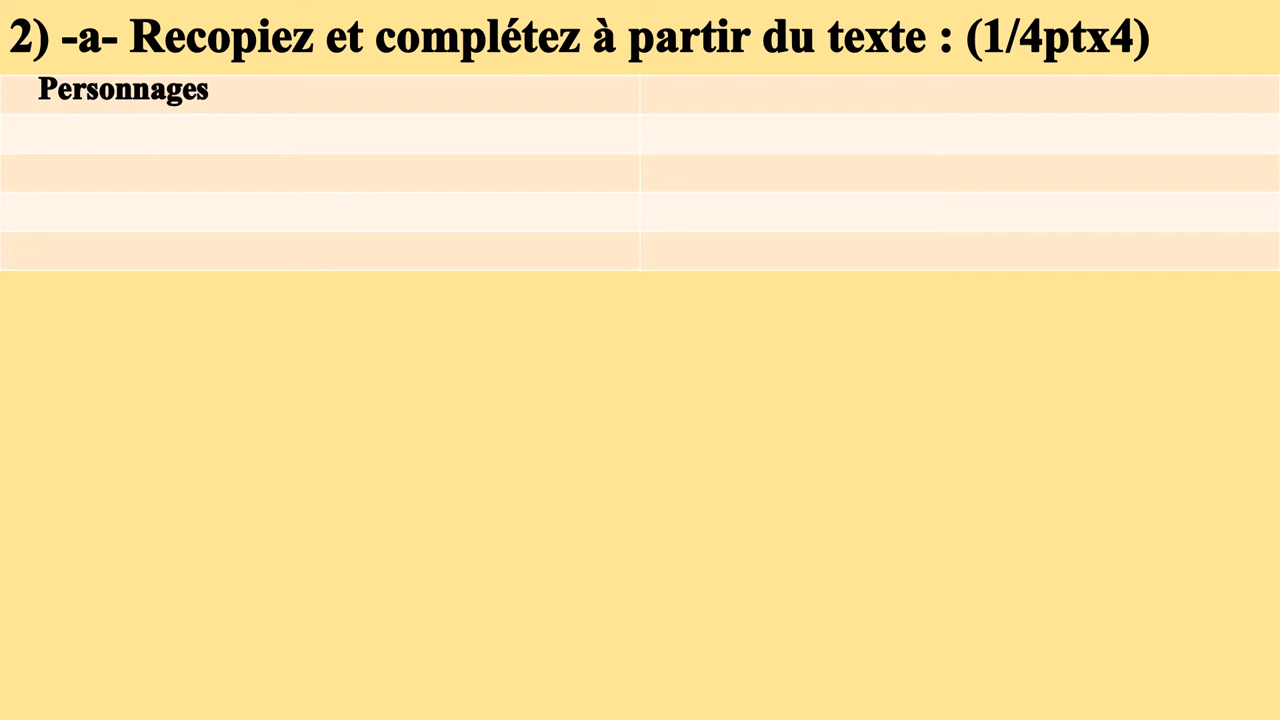 2) -a- Recopiez et complétez à partir du texte : (1/4ptx4)
Personnages